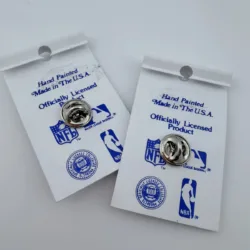 Hand Painted
Made in The U.S.A.
Officially Licensed
Product
NFL
NBA
Hand Painted
Made in The U.S.A.
Officially Licensed
Product
NBA